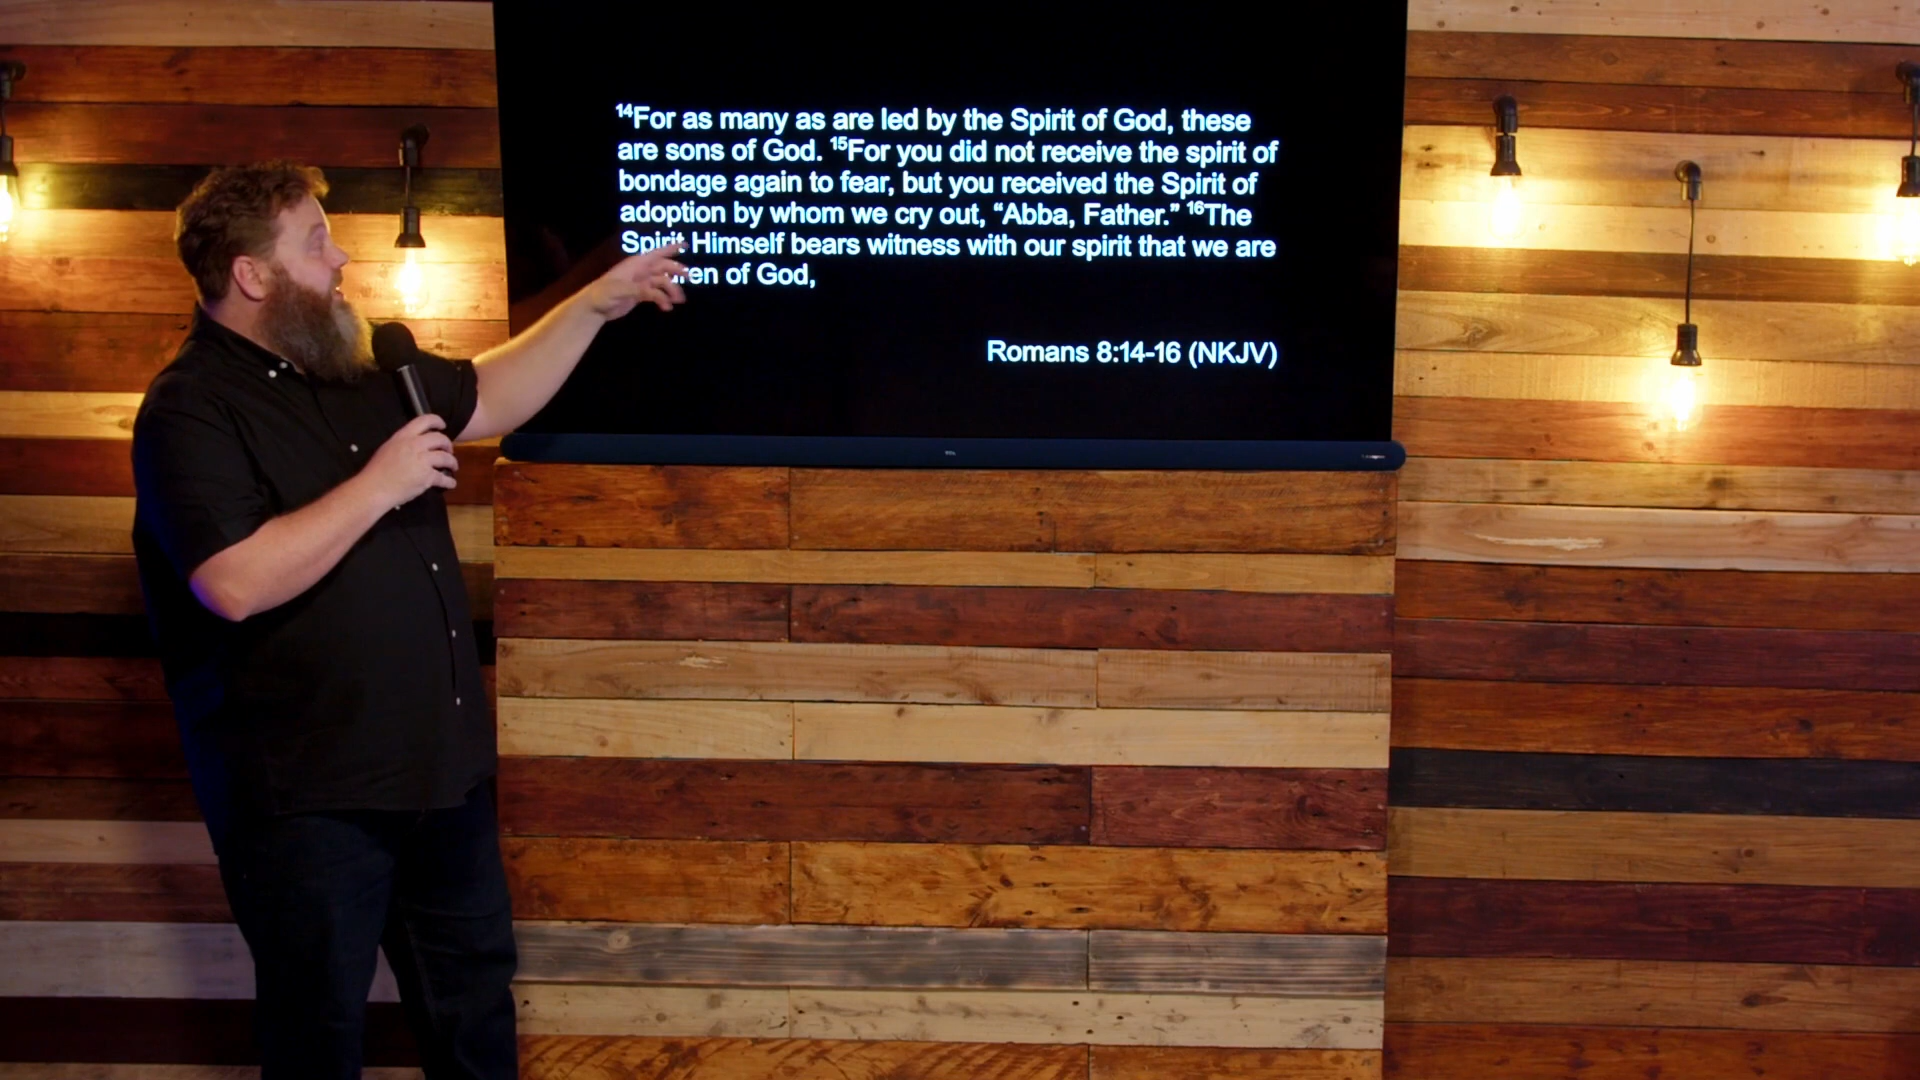 ¹⁴For as many as are led by the Spirit of God, these
are sons of God. ¹⁵For you did not receive the spirit of
bondage again to fear, but you received the Spirit of
adoption by whom we cry out, “Abba, Father.” ¹⁶The
Spirit Himself bears witness with our spirit that we are
of God,
Romans 8:14-16 (NKJV)